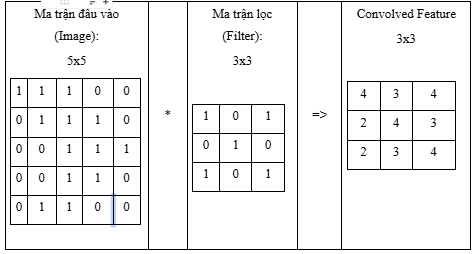 Ma trận đầu vào
(Image):
5x5
1 1 1 0 0
0 1 1 1 0
0 0 1 1 1
0 0 1 1 0
0 1 1 0 0
*
Ma trận lọc
(Filter):
3x3
1 0 1
0 1 0
1 0 1
=>
Convolved Feature
3x3
4 3 4
2 4 3
2 3 4